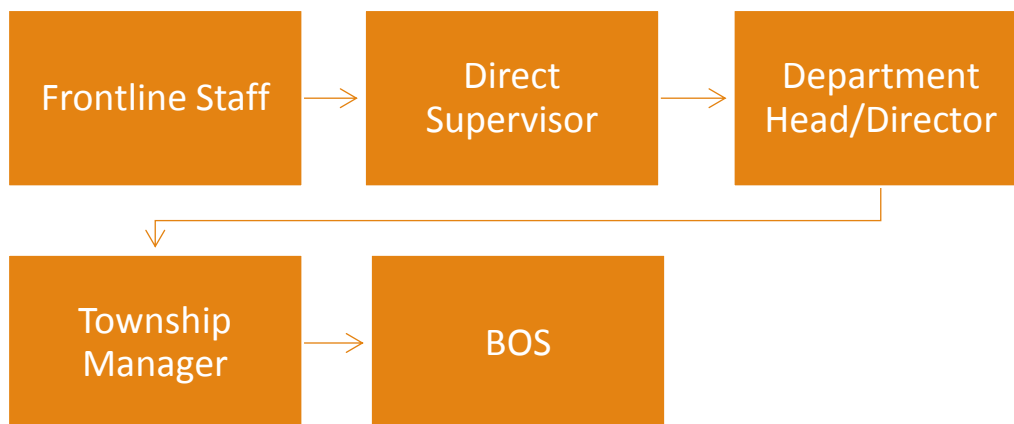 Frontline Staff
Direct
Supervisor
Department
Head/Director
Township
Manager
BOS